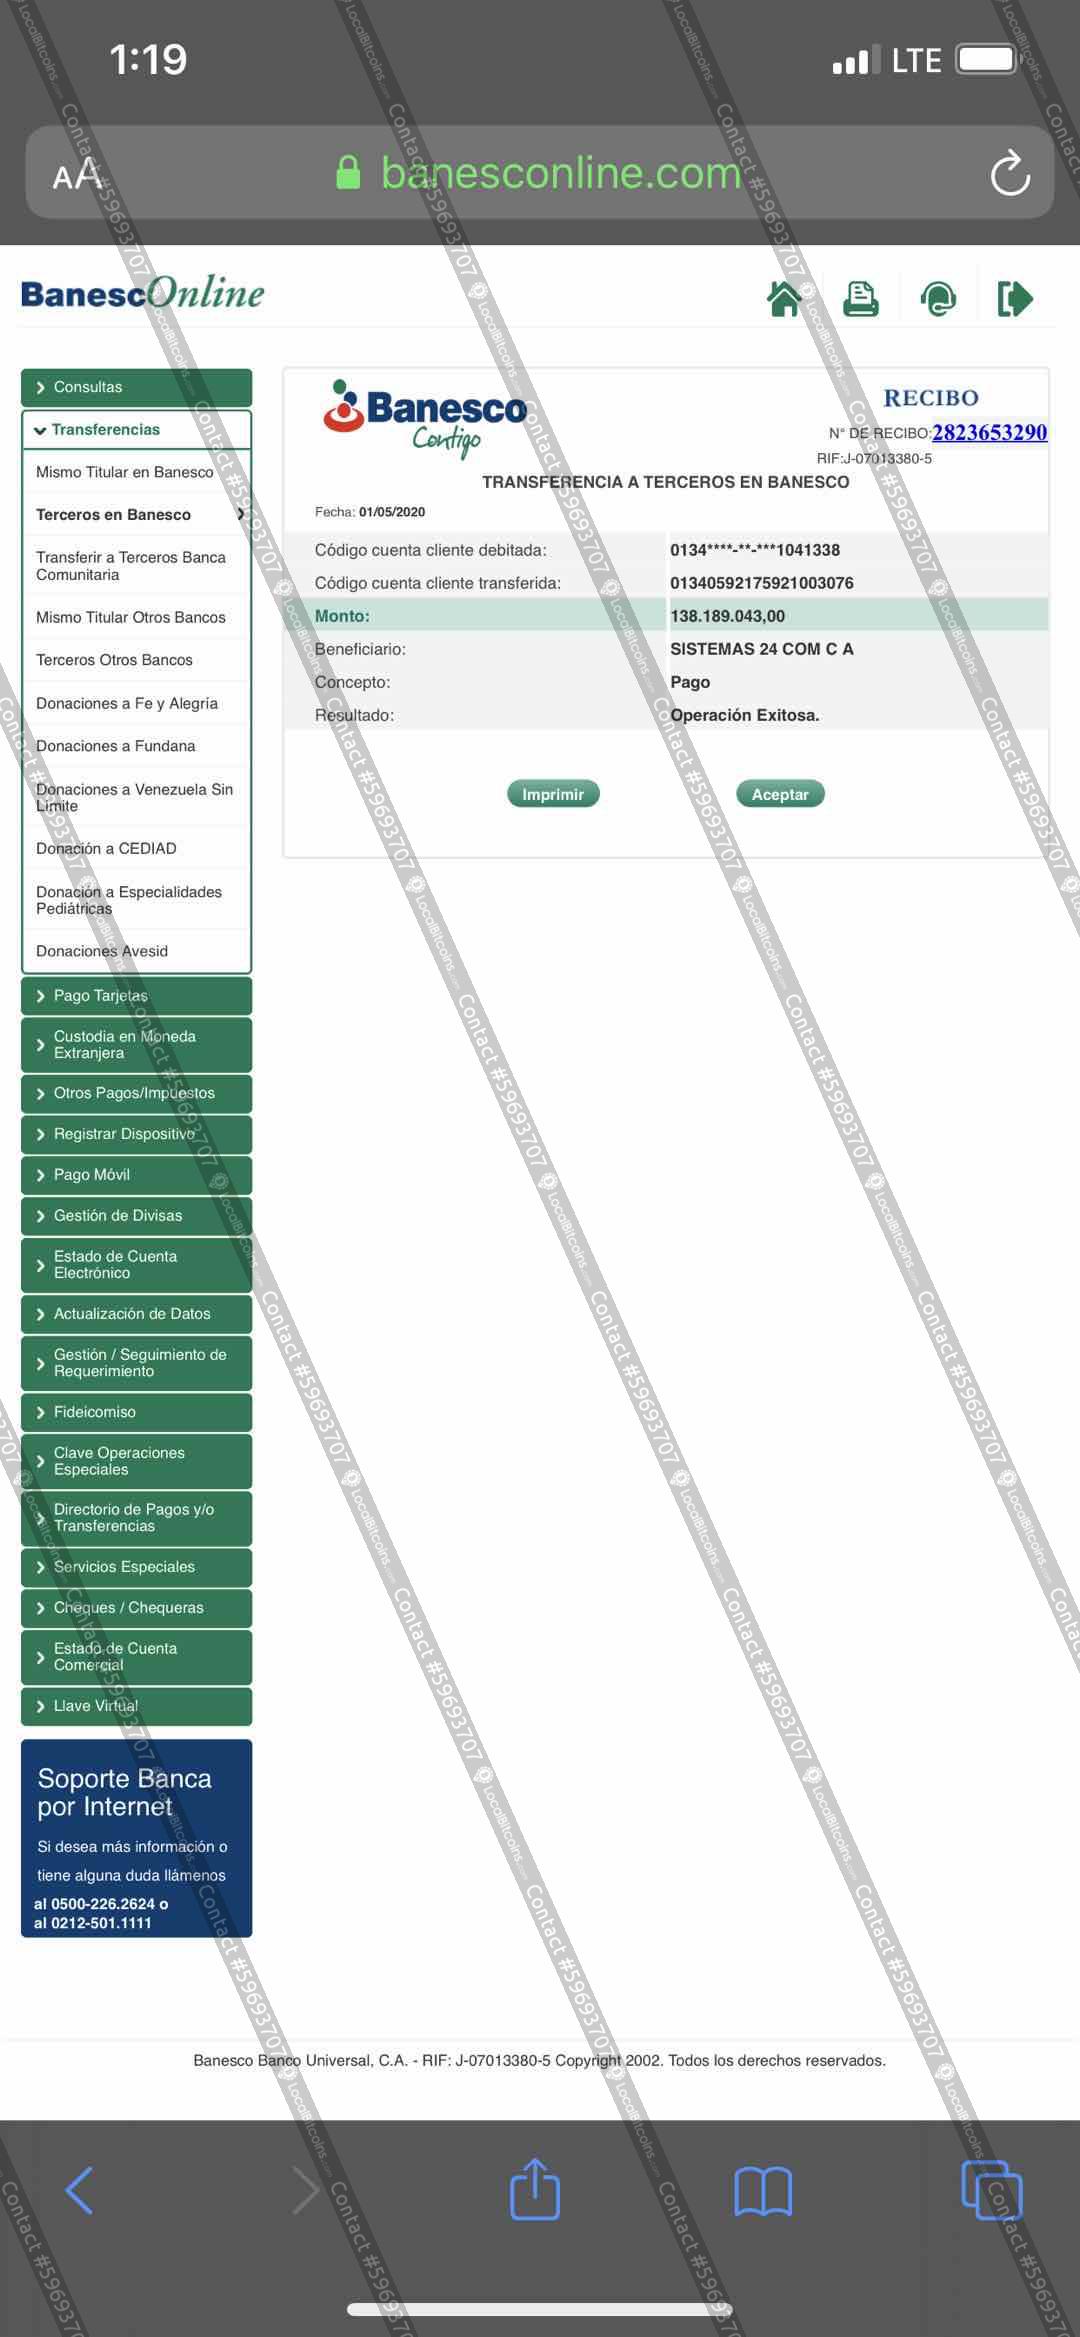 1:19
LTE
AA
banesconline.com
BanescOnline
Consultas
Transferencias
Mismo Titular en Banesco
Terceros en Banesco
Transferir a Terceros Banca
Comunitaria
Mismo Titular Otros Bancos
Terceros Otros Bancos
Donaciones a Fe y Alegría
Donaciones a Fundana
Donaciones a Venezuela Sin
Límite
Donación a CEDIAD
Donación a Especialidades
Pediátricas
Donaciones Avesid
Pago Tarjetas
Custodia en Moneda
Extranjera
Otros Pagos/Impuestos
Registrar Dispositivo
Pago Móvil
Gestión de Divisas
Estado de Cuenta
Electrónico
Actualización de Datos
Gestión / Seguimiento de
Requerimiento
Fideicomiso
Clave Operaciones
Especiales
Directorio de Pagos y/o
Transferencias
Servicios Especiales
Cheques / Chequeras
Estado de Cuenta
Comercial
Llave Virtual
Soporte Banca
por Internet
Si desea más información o
tiene alguna duda llámenos
al 0500-226.2624 o
al 0212-501.1111
Banesco
Contigo
RECIBO
N° DE RECIBO:2823653290
RIF:J-07013380-5
TRANSFERENCIA A TERCEROS EN BANESCO
Fecha: 01/05/2020
Código cuenta cliente debitada: 0134****-**-***1041338
Código cuenta cliente transferida: 01340592175921003076
Monto: 138.189.043,00
Beneficiario: SISTEMAS 24 COM C A
Concepto: Pago
Resultado: Operación Exitosa.
Imprimir
Aceptar
Banesco Banco Universal, C.A. - RIF: J-07013380-5 Copyright 2002. Todos los derechos reservados.
LocalBitcoins.com Contact #59693707